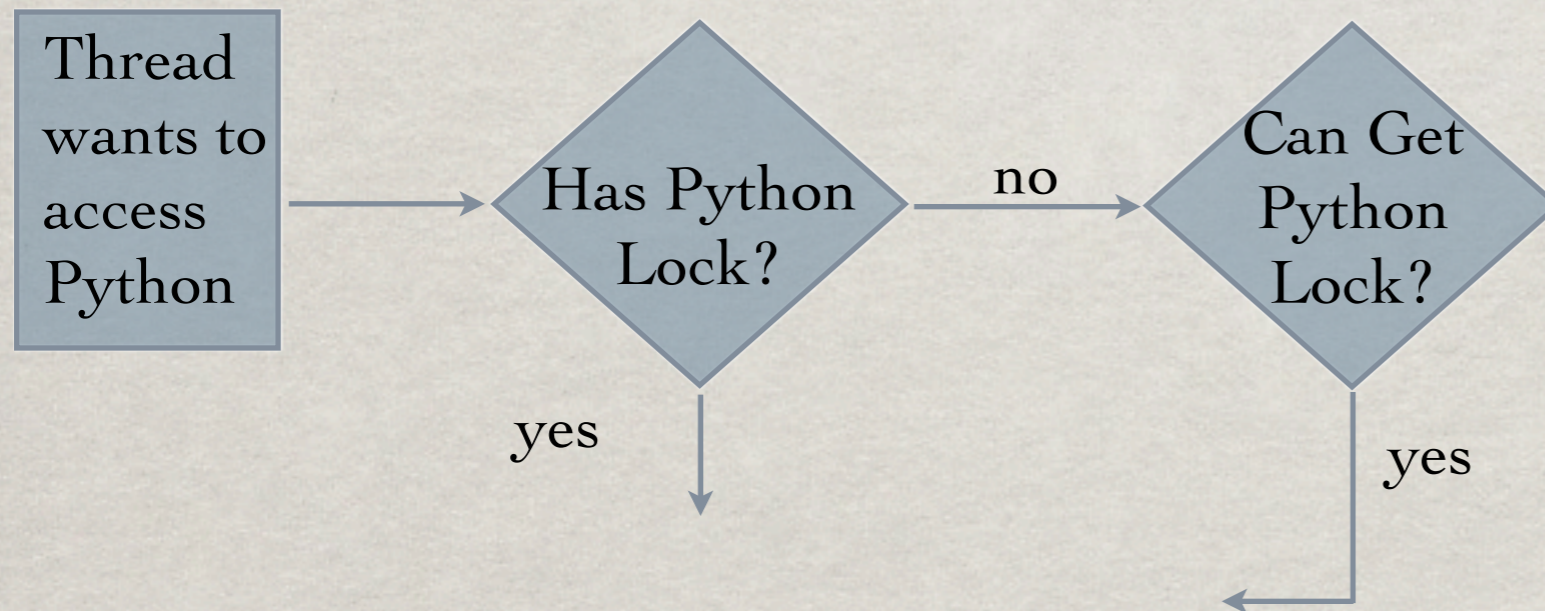 Thread
wants to
access
Python
Has Python
Lock?
no
Can Get
Python
Lock?
yes
yes